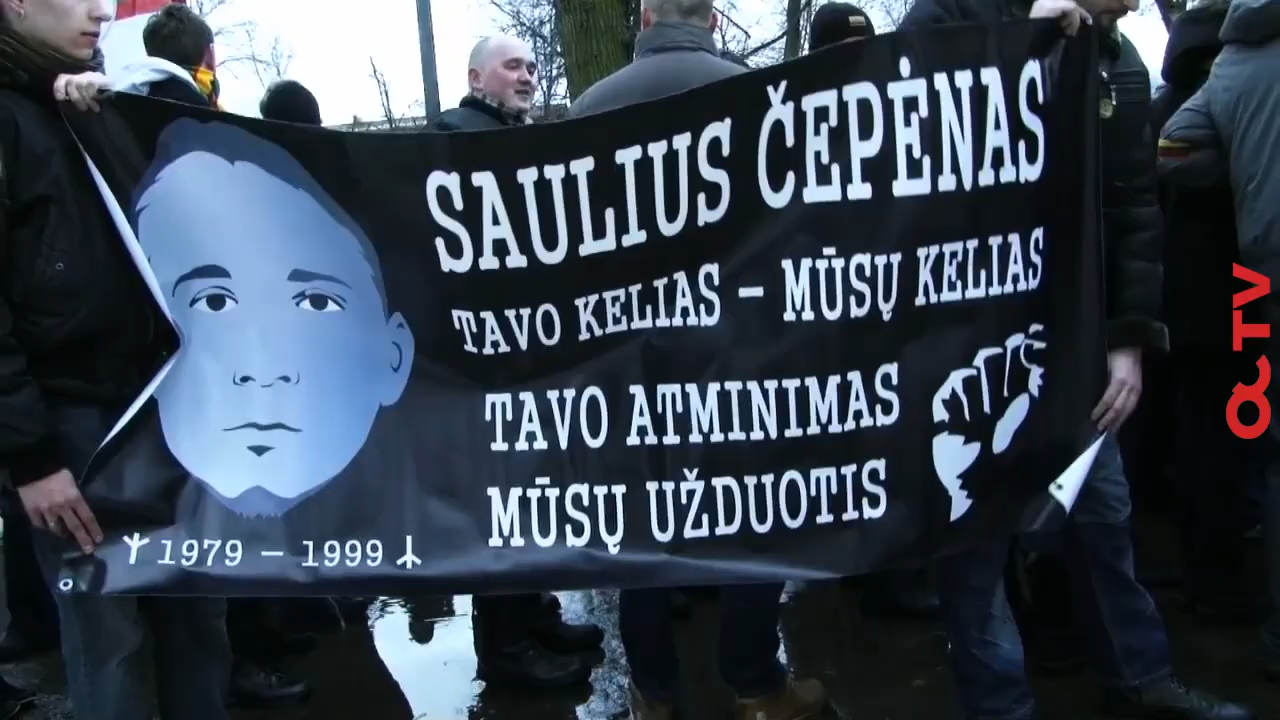 SAULIUS ČEPĖNAS
TAVO KELIAS – MŪSŲ KELIAS
TAVO ATMINIMAS
MŪSŲ UŽDUOTIS
1979 – 1999
TV